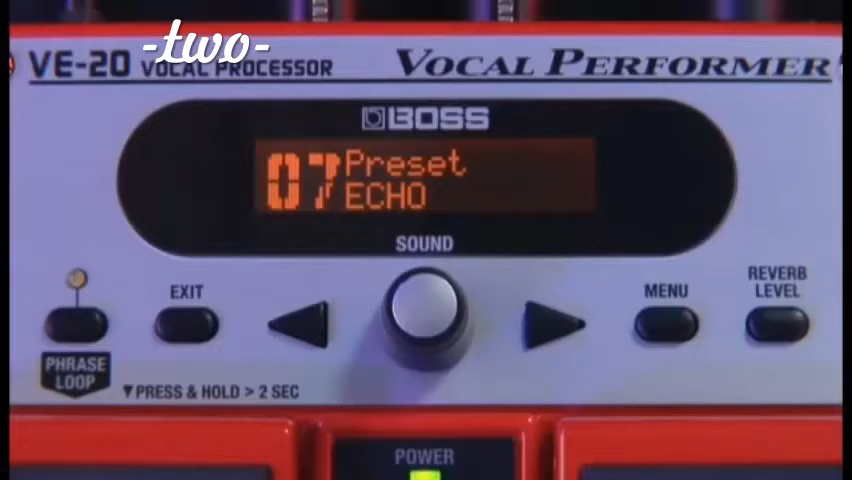 -two-
VE-20 VOCAL PROCESSOR
VOCAL PERFORMER
BOSS
07 Preset
ECHO
SOUND
EXIT
MENU
REVERB
LEVEL
PHRASE
LOOP
▼PRESS & HOLD > 2 SEC
POWER